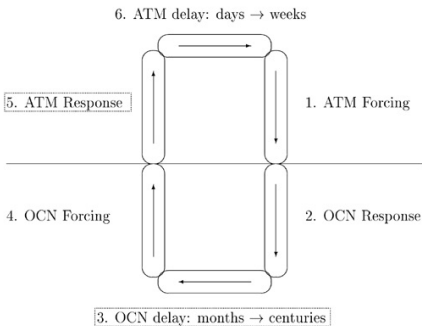 6. ATM delay: days → weeks
5. ATM Response
1. ATM Forcing
4. OCN Forcing
2. OCN Response
3. OCN delay: months → centuries